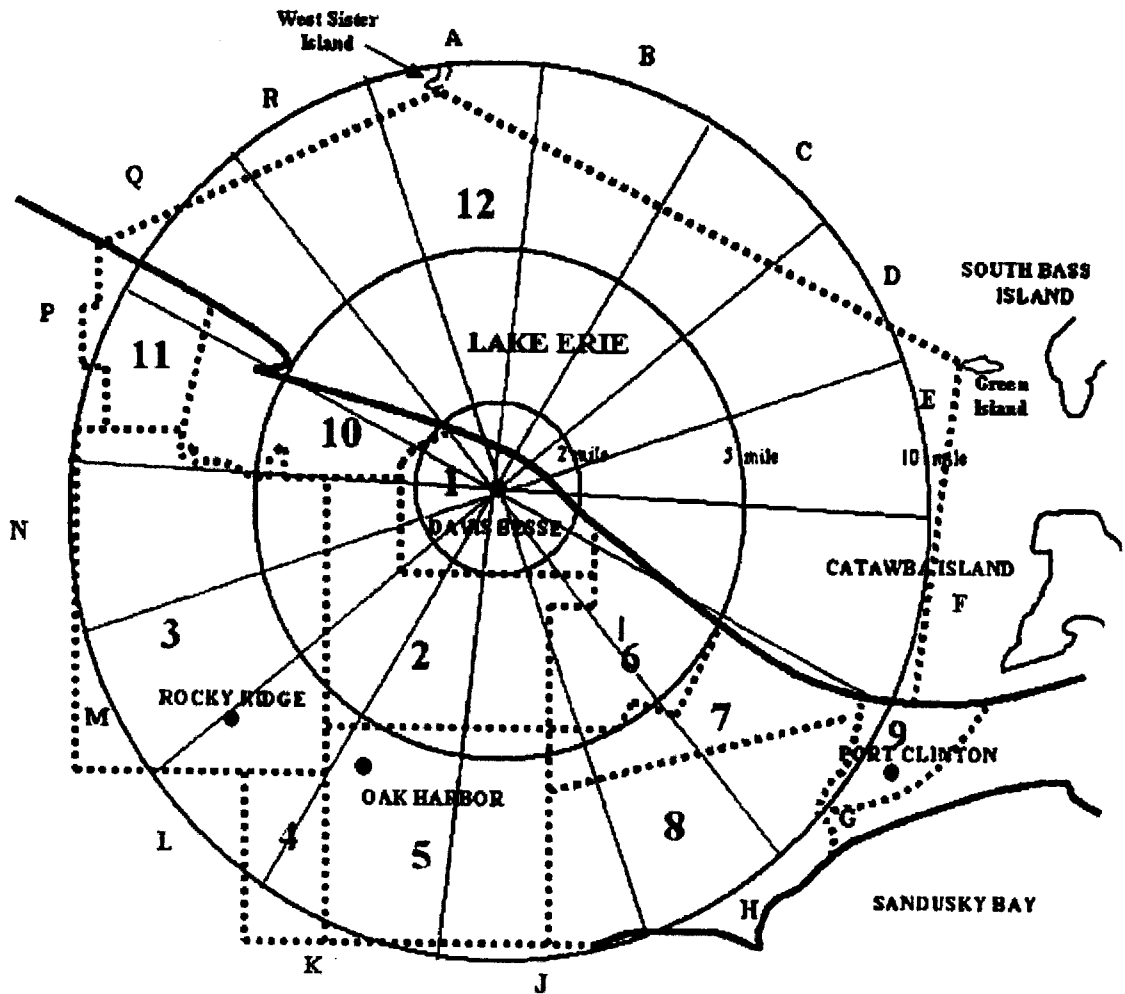 West Sister
Island
A
B
R
C
Q
12
D
SOUTH BASS
ISLAND
P
LAKE ERIE
11
Green
Island
E
10
2 mile
5 mile
10 mile
1
N
DAVIS BESSE
CATAWBA ISLAND
F
3
2
6
ROCKY RIDGE
M
7
9
PORT CLINTON
OAK HARBOR
G
L
4
5
8
H
SANDUSKY BAY
K
J